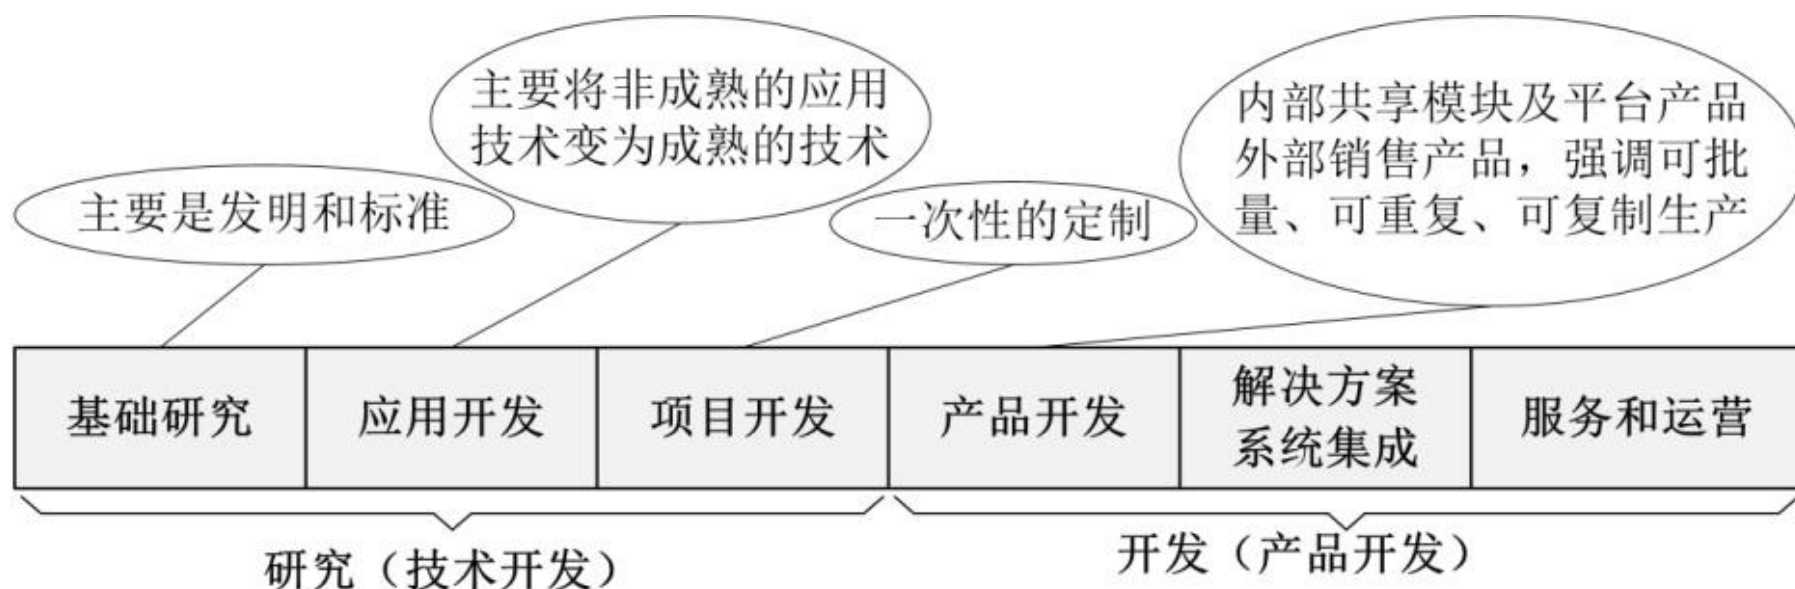 主要是发明和标准
主要将非成熟的应用
技术变为成熟的技术
一次性的定制
内部共享模块及平台产品
外部销售产品，强调可批
量、可重复、可复制生产
基础研究
应用开发
项目开发
产品开发
解决方案
系统集成
服务和运营
研究（技术开发）
开发（产品开发）